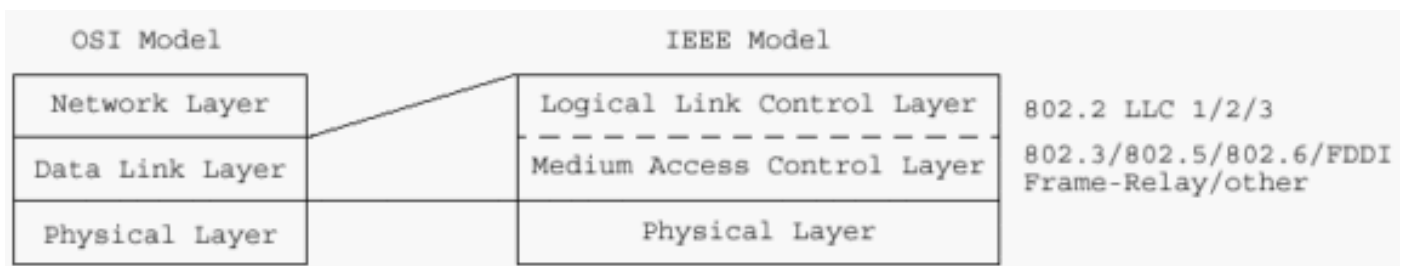 OSI Model
IEEE Model
Network Layer
Logical Link Control Layer
802.2 LLC 1/2/3
Data Link Layer
Medium Access Control Layer
802.3/802.5/802.6/FDDI
Frame-Relay/other
Physical Layer
Physical Layer